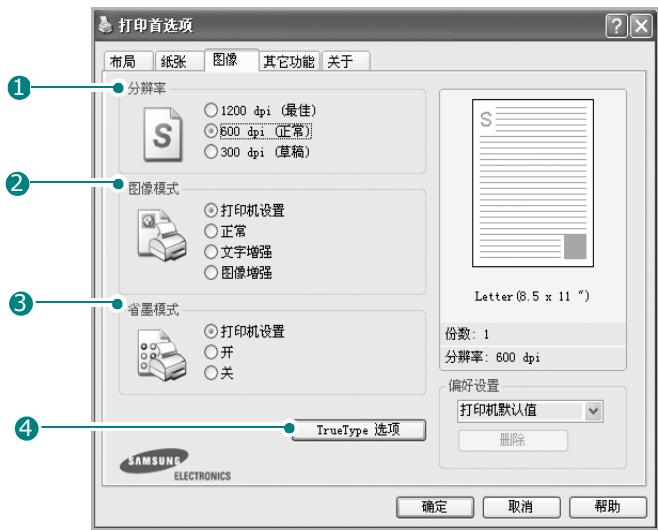 打印首选项
布局 纸张 图像 其它功能 关于
1
分辨率
S
1200 dpi (最佳)
600 dpi (正常)
300 dpi (草稿)
2
图像模式
打印机设置
正常
文字增强
图像增强
3
省墨模式
打印机设置
开
关
4
TrueType 选项
SAMSUNG
ELECTRONICS
S
Letter(8.5 x 11 ″)
份数: 1
分辨率: 600 dpi
偏好设置
打印机默认值
删除
确定 取消 帮助